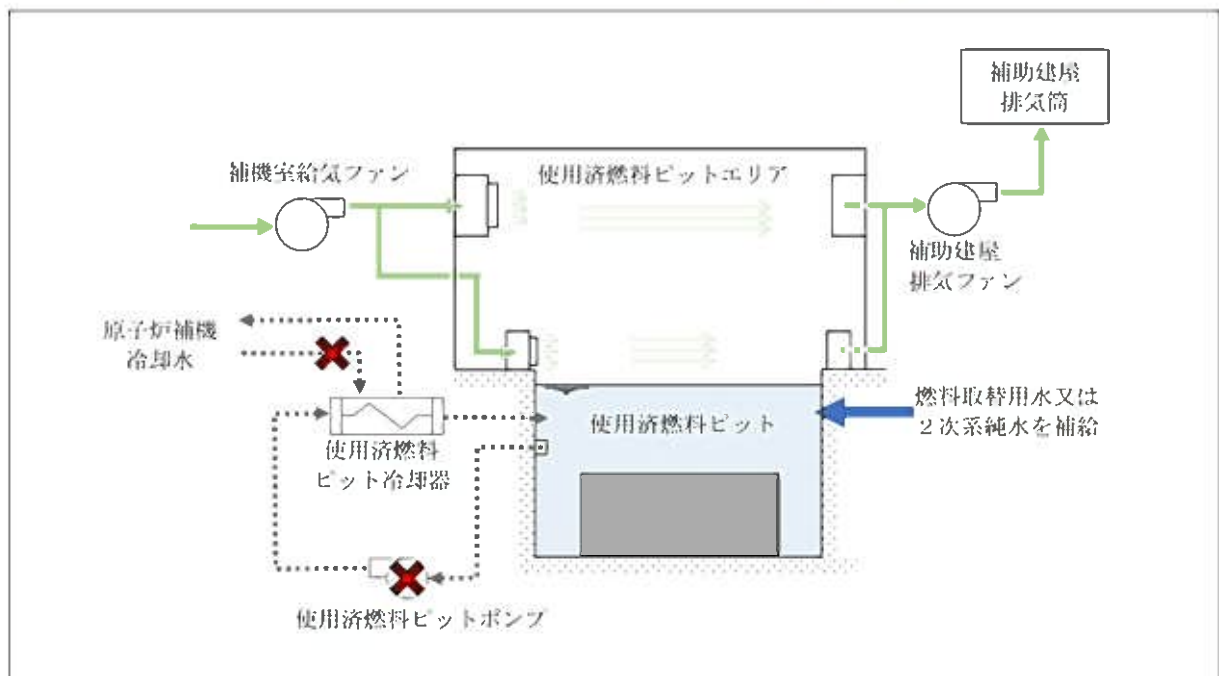 補助建屋
排気筒
補機室給気ファン
使用済燃料ピットエリア
補助建屋
排気ファン
原子炉補機
冷却水
使用済燃料ピット
燃料取替用水又は
２次系純水を補給
使用済燃料
ピット冷却器
使用済燃料ピットポンプ